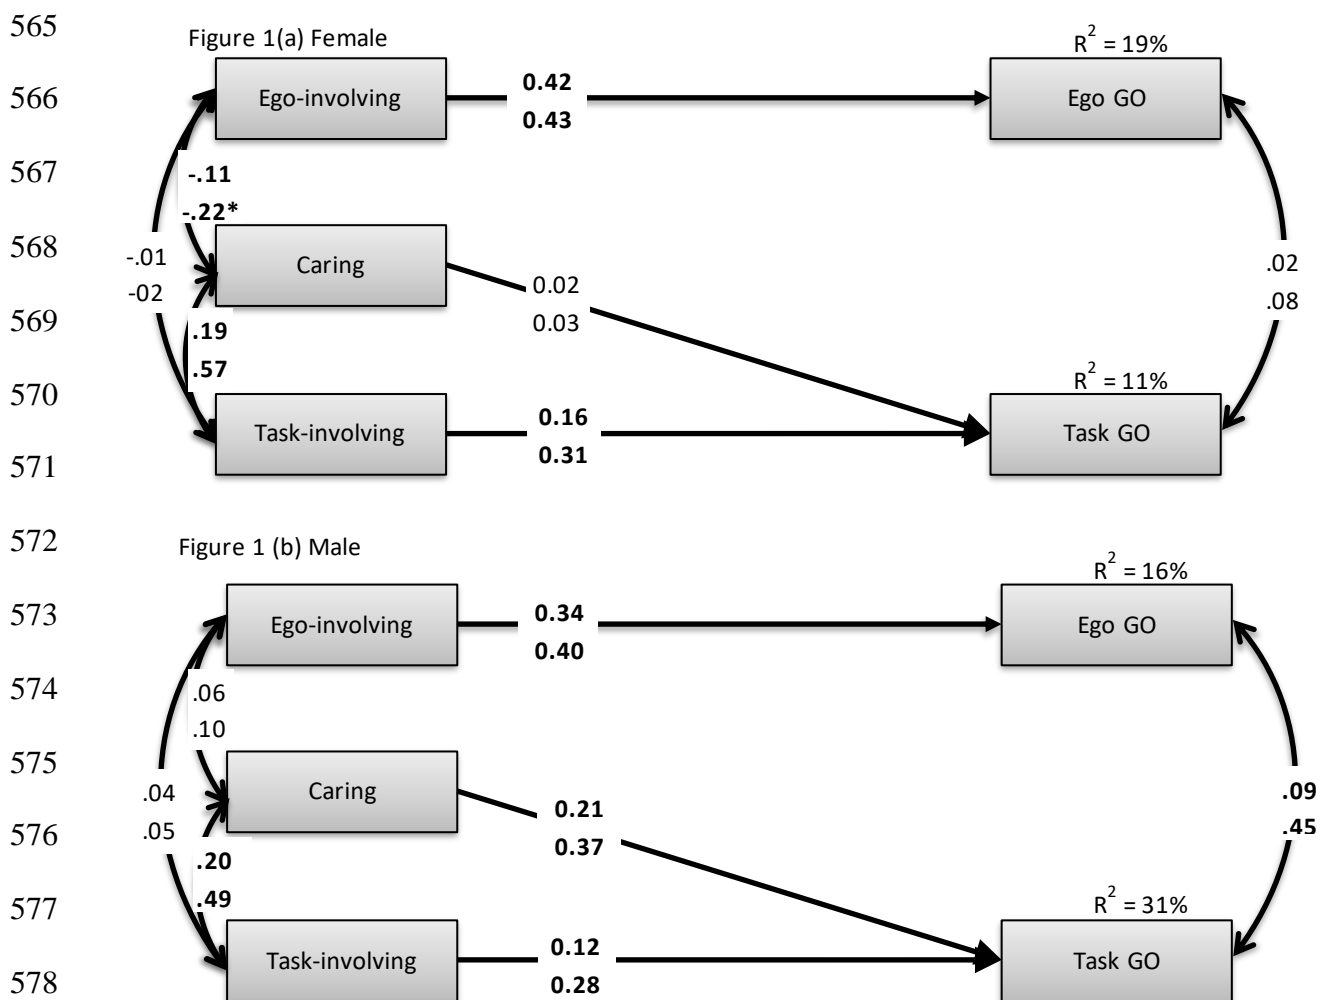 565
Figure 1(a) Female
R² = 19%
566
Ego-involving
0.42
0.43
Ego GO
567
-.11
-.22*
568
-.01
-02
Caring
0.02
0.03
.02
.08
569
.19
.57
570
R² = 11%
Task-involving
0.16
0.31
Task GO
571
572
Figure 1 (b) Male
R² = 16%
573
Ego-involving
0.34
0.40
Ego GO
574
.06
.10
575
.04
.05
Caring
0.21
0.37
.09
.45
576
.20
.49
577
R² = 31%
Task-involving
0.12
0.28
Task GO
578